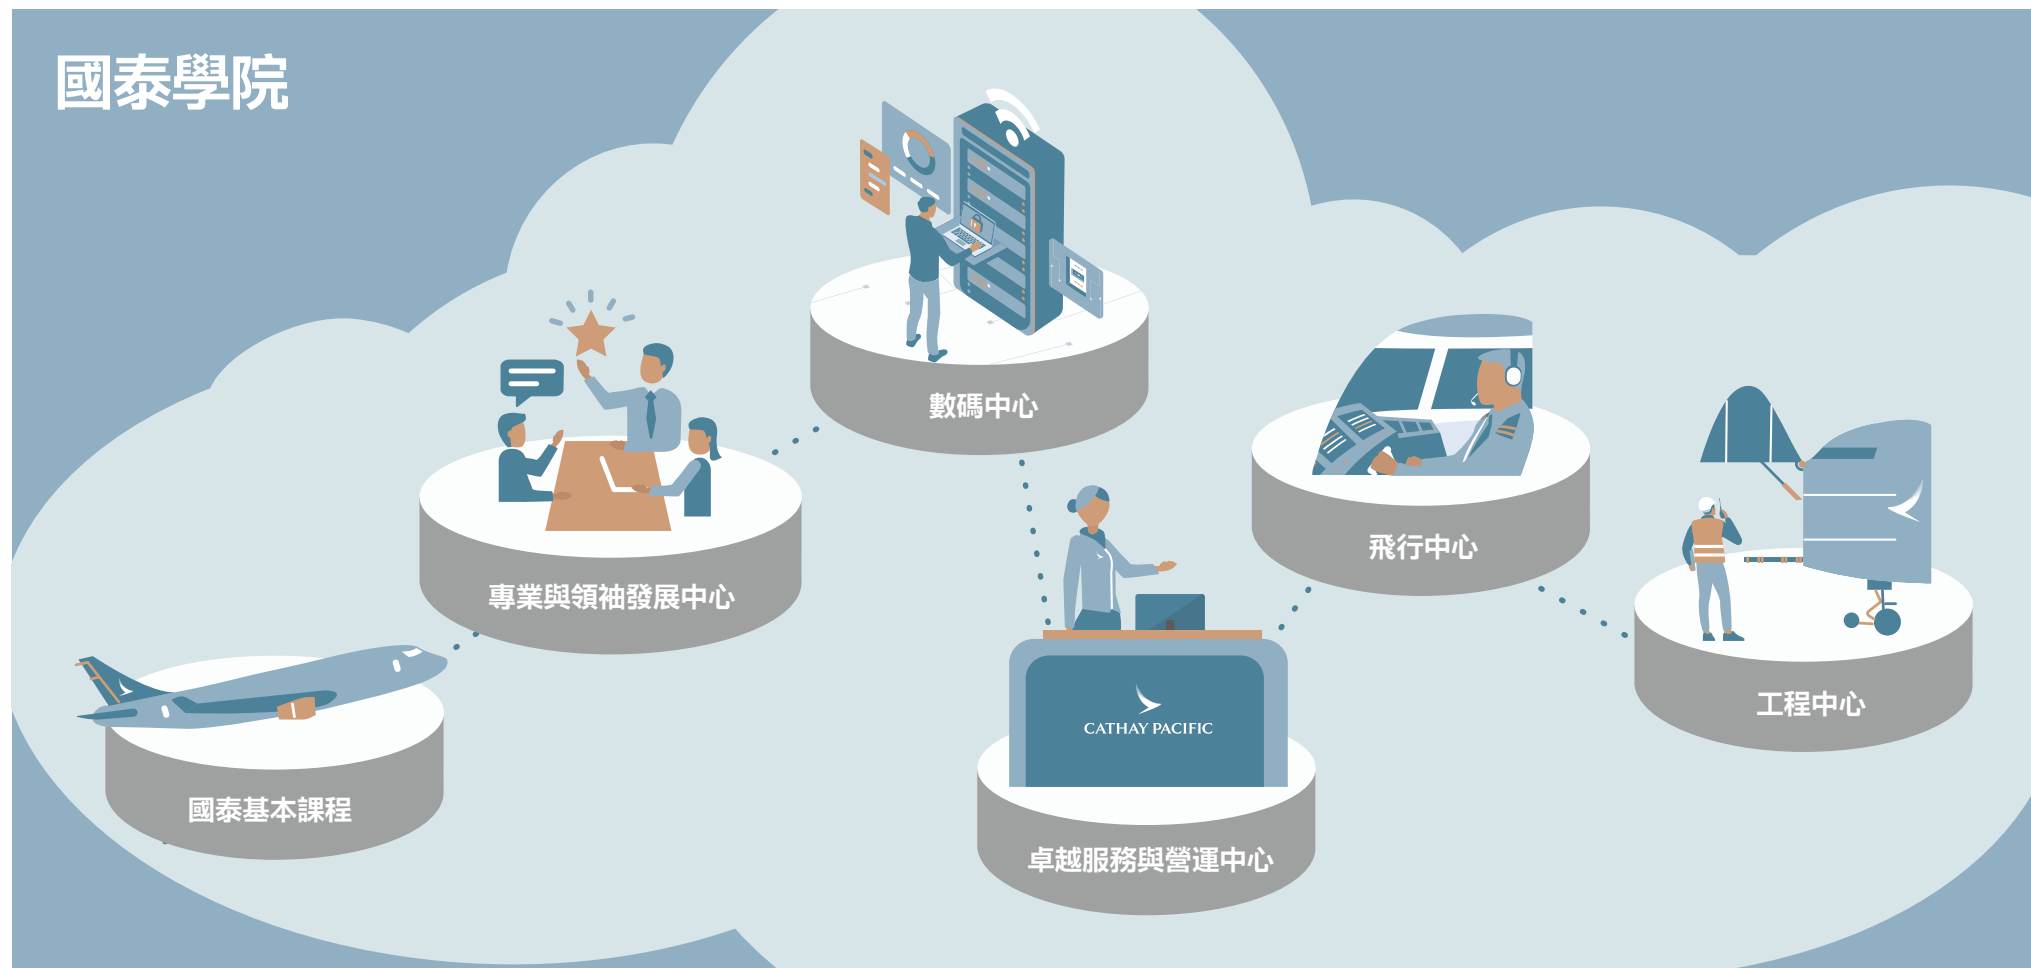 國泰學院
數碼中心
專業與領袖發展中心
飛行中心
工程中心
CATHAY PACIFIC
國泰基本課程
卓越服務與營運中心